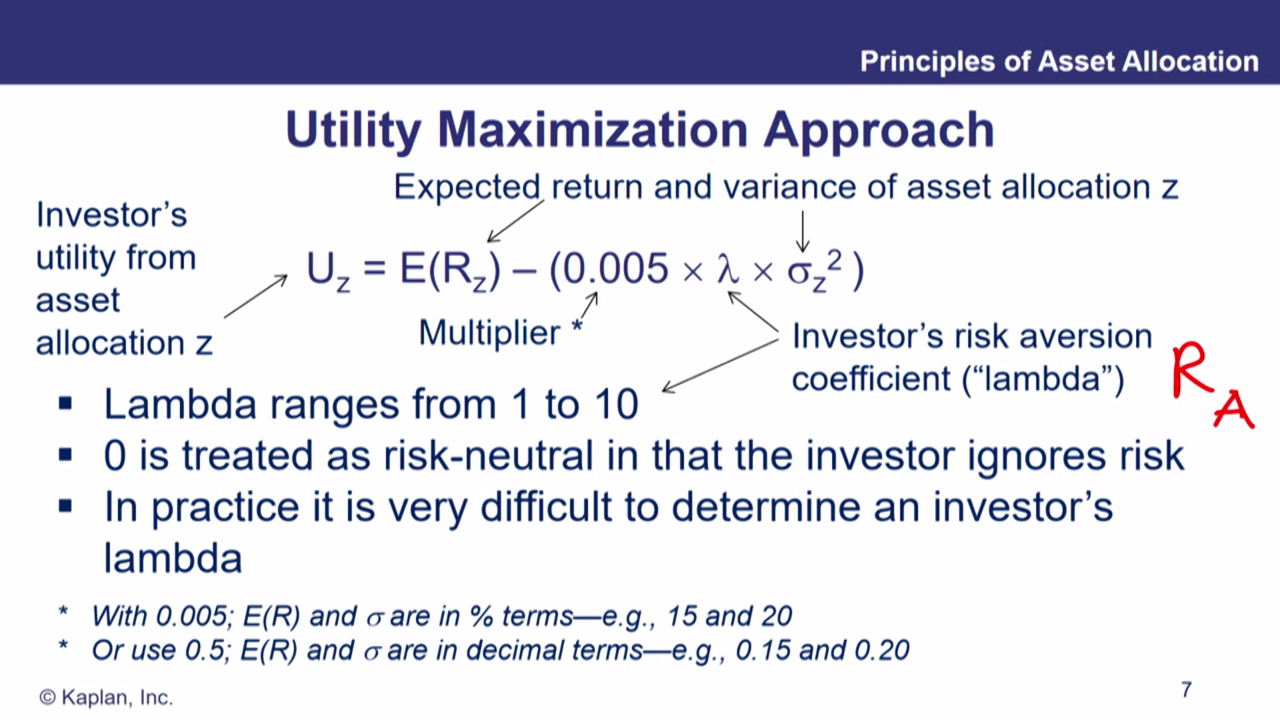 Principles of Asset Allocation
Utility Maximization Approach
Expected return and variance of asset allocation z
Investor’s
utility from
asset
allocation z
U_z = E(R_z) – (0.005 × λ × σ_z² )
Multiplier *
Investor’s risk aversion
coefficient (“lambda”)
R
A
▪ Lambda ranges from 1 to 10
▪ 0 is treated as risk-neutral in that the investor ignores risk
▪ In practice it is very difficult to determine an investor’s
lambda
* With 0.005; E(R) and σ are in % terms—e.g., 15 and 20
* Or use 0.5; E(R) and σ are in decimal terms—e.g., 0.15 and 0.20
© Kaplan, Inc.
7